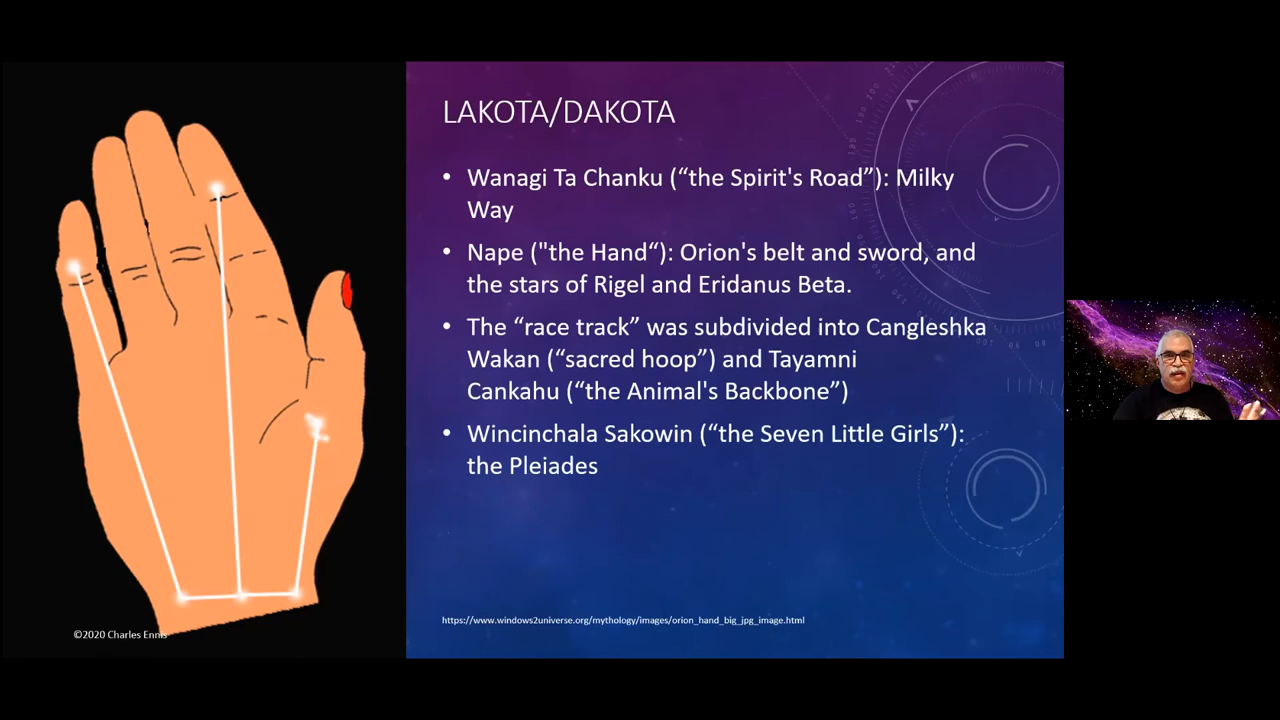 LAKOTA/DAKOTA
• Wanagi Ta Chanku (“the Spirit's Road”): Milky
Way
• Nape ("the Hand“): Orion's belt and sword, and
the stars of Rigel and Eridanus Beta.
• The “race track” was subdivided into Cangleshka
Wakan (“sacred hoop”) and Tayamni
Cankahu (“the Animal's Backbone”)
• Wincinchala Sakowin (“the Seven Little Girls”):
the Pleiades
https://www.windows2universe.org/mythology/images/orion_hand_big_jpg_image.html
©2020 Charles Ennis